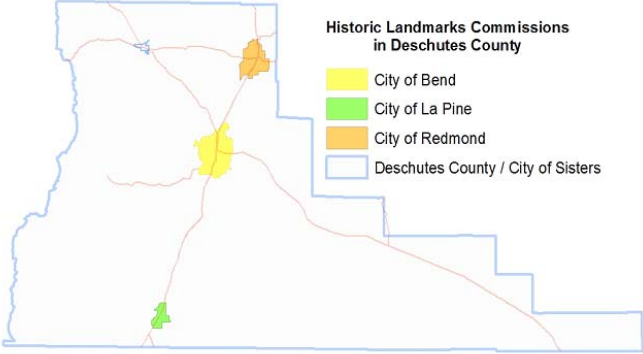 Historic Landmarks Commissions
in Deschutes County
City of Bend
City of La Pine
City of Redmond
Deschutes County / City of Sisters